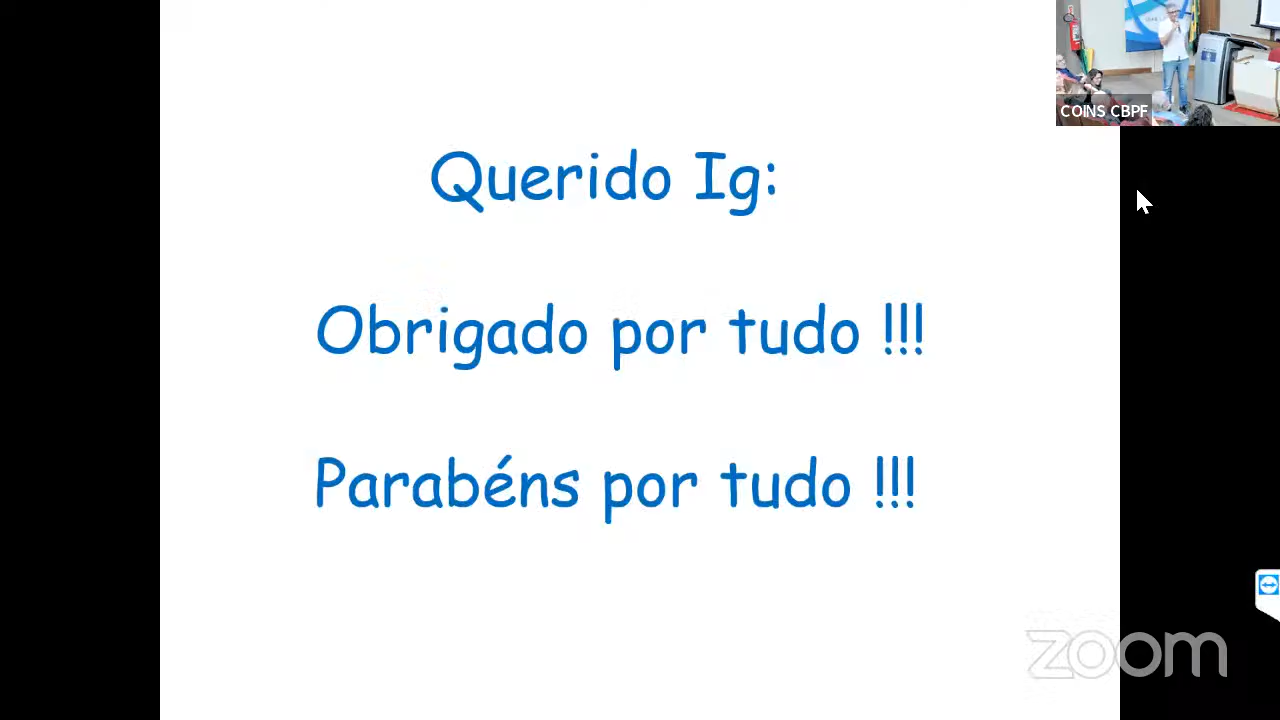 COINS CBPF
Querido Ig:
Obrigado por tudo !!!
Parabéns por tudo !!!
zoom